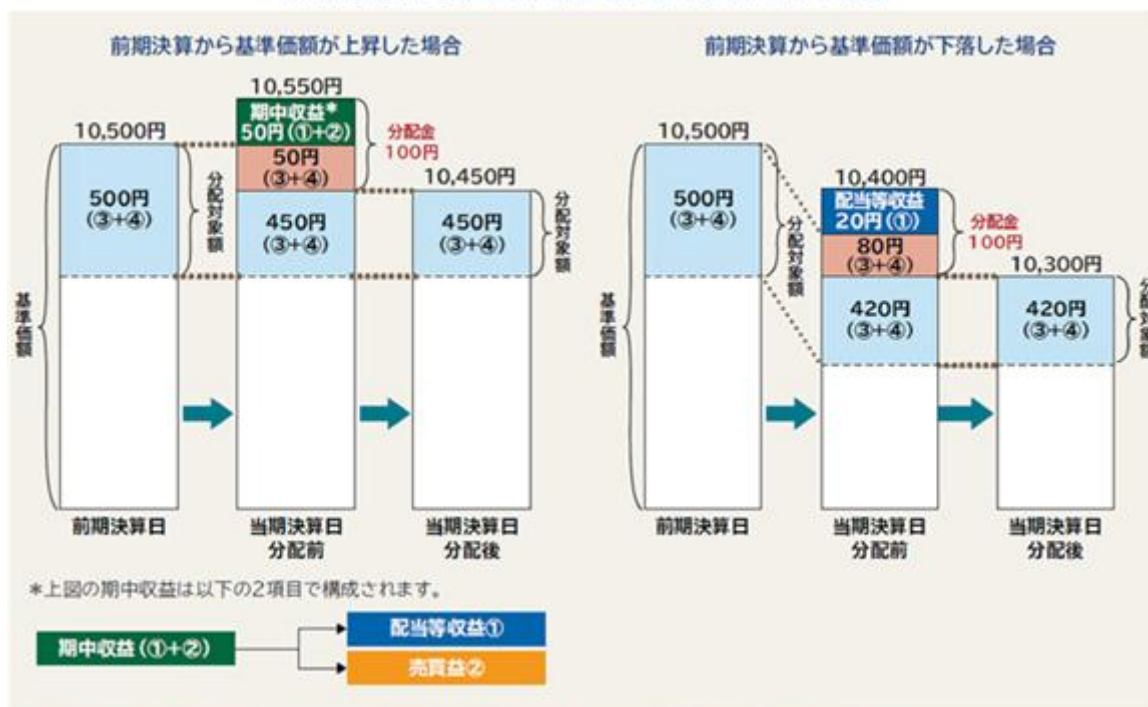 前期決算から基準価額が上昇した場合
10,500円
500円
(③+④)
分配対象額
基準価額
前期決算日
10,550円
期中収益*
50円(①+②)
50円
(③+④)
450円
(③+④)
分配金
100円
当期決算日
分配前
10,450円
450円
(③+④)
分配対象額
当期決算日
分配後
前期決算から基準価額が下落した場合
10,500円
500円
(③+④)
分配対象額
基準価額
前期決算日
10,400円
配当等収益
20円(①)
80円
(③+④)
420円
(③+④)
分配金
100円
当期決算日
分配前
10,300円
420円
(③+④)
分配対象額
当期決算日
分配後
*上図の期中収益は以下の2項目で構成されます。
期中収益(①+②)
配当等収益①
売買益②